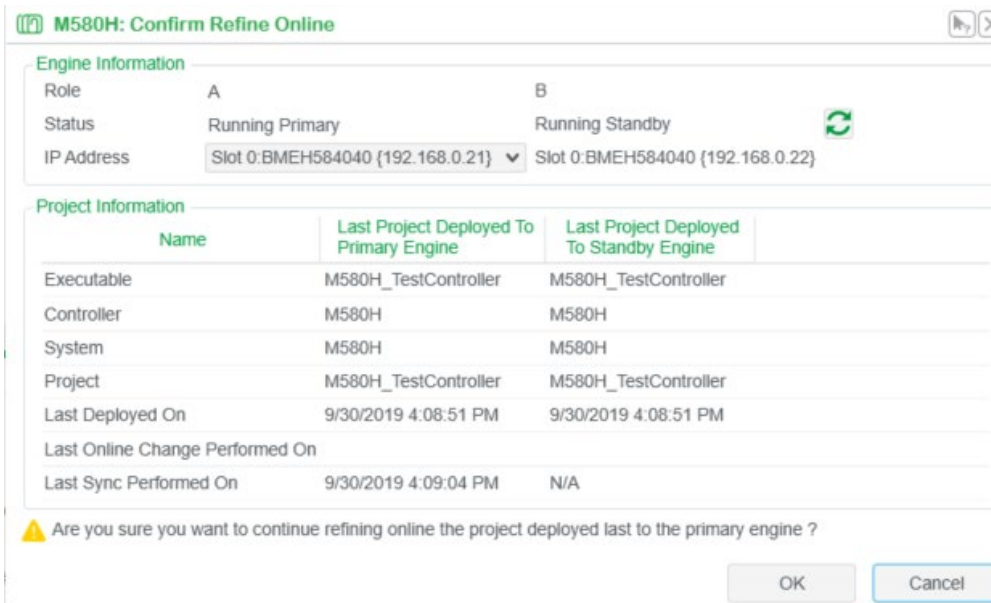 M580H: Confirm Refine Online
Engine Information
Role A B
Status Running Primary Running Standby
IP Address Slot 0:BMEH584040 {192.168.0.21} Slot 0:BMEH584040 {192.168.0.22}
Project Information
Name Last Project Deployed To Primary Engine Last Project Deployed To Standby Engine
Executable M580H_TestController M580H_TestController
Controller M580H M580H
System M580H M580H
Project M580H_TestController M580H_TestController
Last Deployed On 9/30/2019 4:08:51 PM 9/30/2019 4:08:51 PM
Last Online Change Performed On
Last Sync Performed On 9/30/2019 4:09:04 PM N/A
Are you sure you want to continue refining online the project deployed last to the primary engine ?
OK Cancel